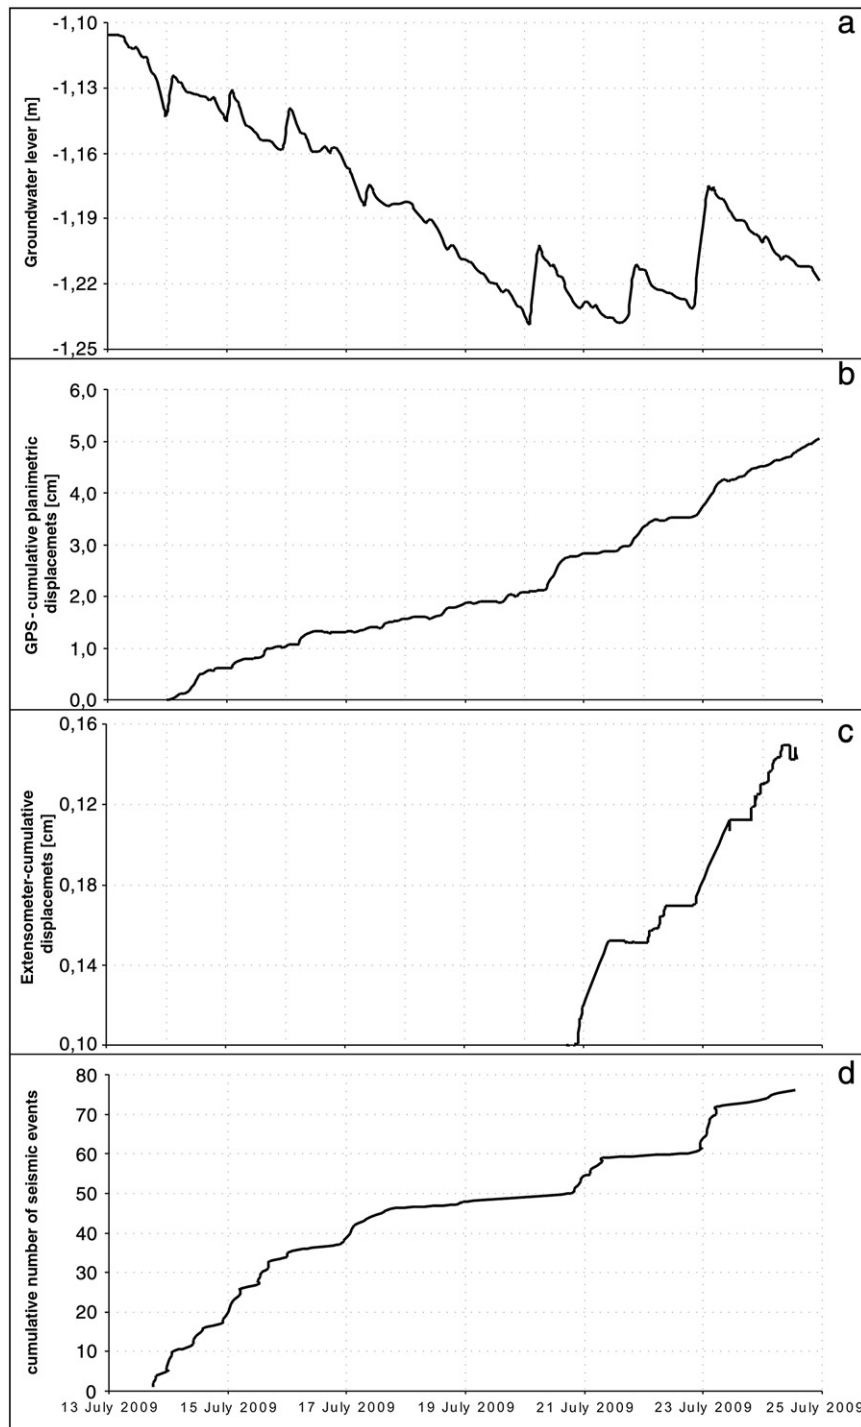 a
Groundwater lever [m]
-1,10
-1,13
-1,16
-1,19
-1,22
-1,25
b
GPS - cumulative planimetric
displacemets [cm]
6,0
5,0
4,0
3,0
2,0
1,0
0,0
c
Extensometer-cumulative
displacemets [cm]
0,16
0,12
0,18
0,14
0,10
d
cumulative number of seismic events
80
70
60
50
40
30
20
10
0
13 July 2009 15 July 2009 17 July 2009 19 July 2009 21 July 2009 23 July 2009 25 July 2009